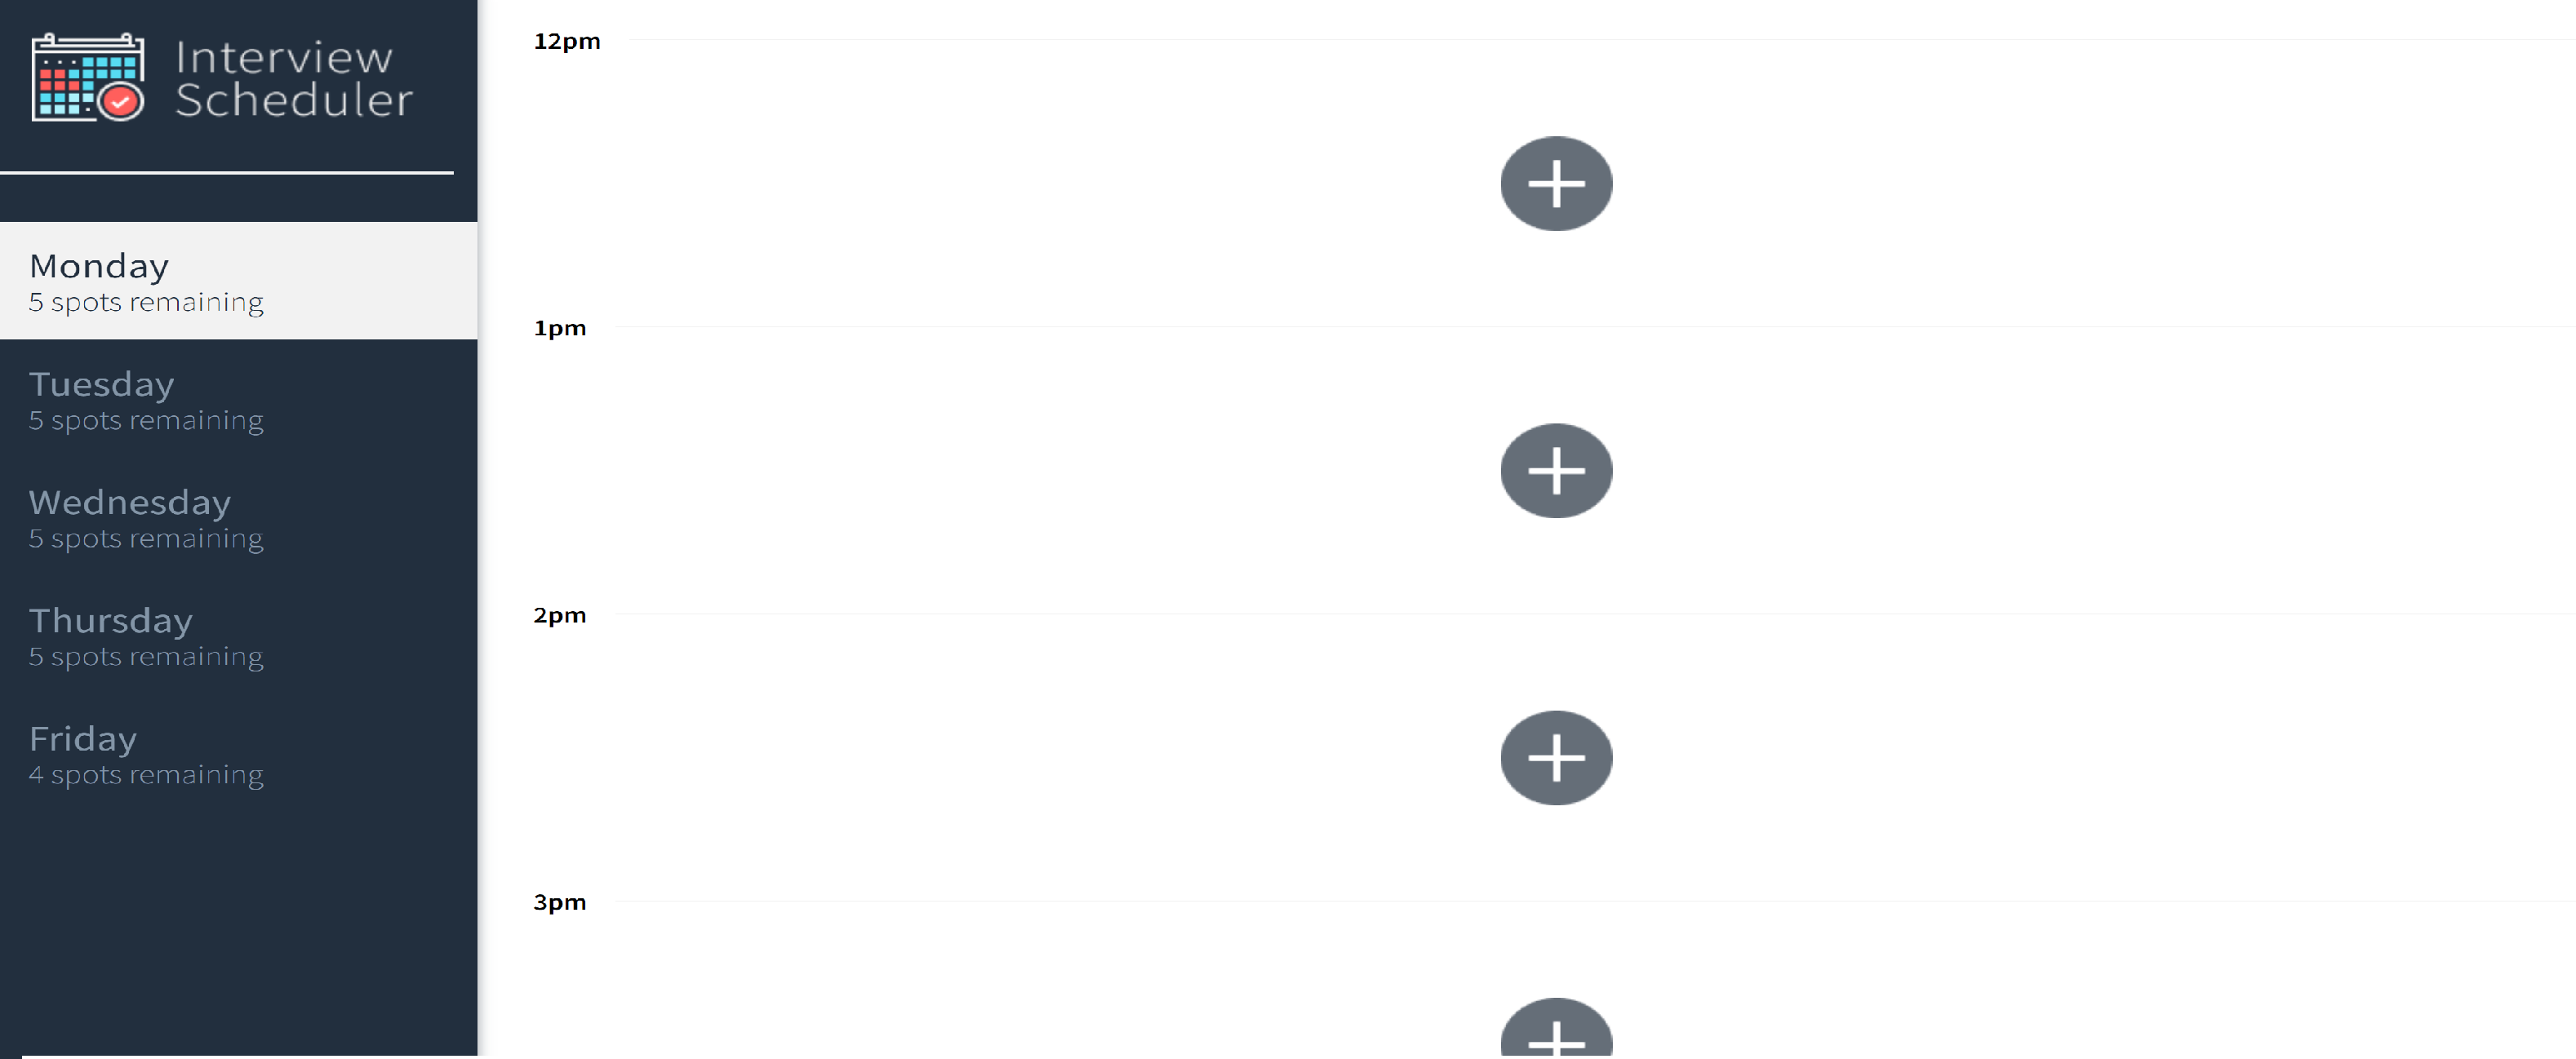 Interview
Scheduler
Monday
5 spots remaining
Tuesday
5 spots remaining
Wednesday
5 spots remaining
Thursday
5 spots remaining
Friday
4 spots remaining
12pm
1pm
2pm
3pm